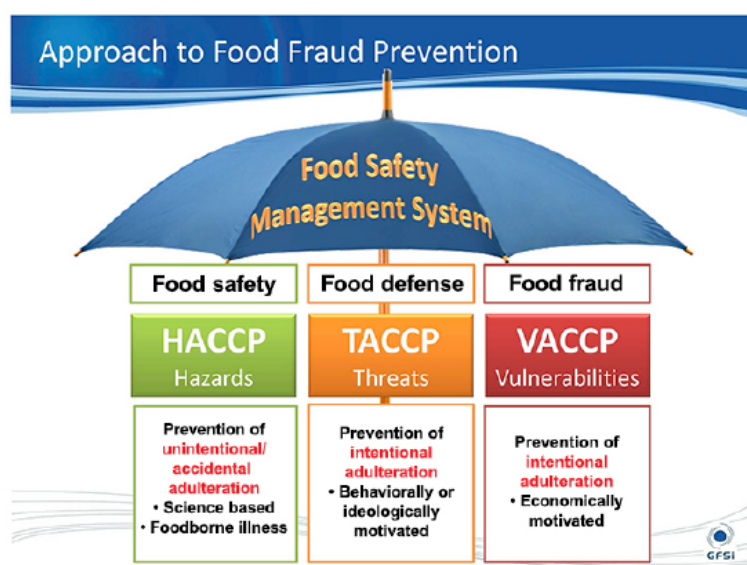 Approach to Food Fraud Prevention
Food Safety
Management System
Food safety
Food defense
Food fraud
HACCP
Hazards
TACCP
Threats
VACCP
Vulnerabilities
Prevention of
unintentional/
accidental
adulteration
• Science based
• Foodborne illness
Prevention of
intentional
adulteration
• Behaviorally or
ideologically
motivated
Prevention of
intentional
adulteration
• Economically
motivated
GFSi